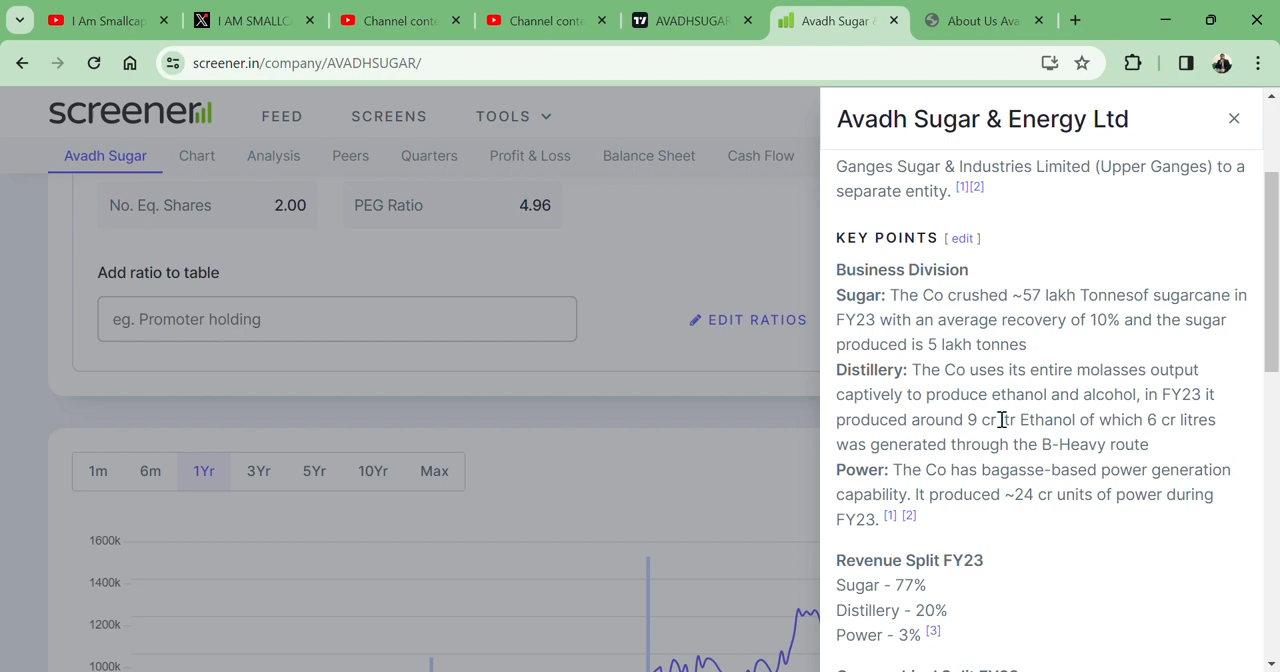 I Am Smallcap
I AM SMALLC
Channel conte
Channel conte
AVADHSUGAR
Avadh Sugar &
About Us Ava
screener.in/company/AVADHSUGAR/
screener
FEED
SCREENS
TOOLS
Avadh Sugar
Chart
Analysis
Peers
Quarters
Profit & Loss
Balance Sheet
Cash Flow
No. Eq. Shares 2.00
PEG Ratio 4.96
Add ratio to table
eg. Promoter holding
EDIT RATIOS
1m 6m 1Yr 3Yr 5Yr 10Yr Max
1600k
1400k
1200k
1000k
Avadh Sugar & Energy Ltd
Ganges Sugar & Industries Limited (Upper Ganges) to a
separate entity. [1][2]
KEY POINTS [ edit ]
Business Division
Sugar: The Co crushed ~57 lakh Tonnesof sugarcane in
FY23 with an average recovery of 10% and the sugar
produced is 5 lakh tonnes
Distillery: The Co uses its entire molasses output
captively to produce ethanol and alcohol, in FY23 it
produced around 9 cr ltr Ethanol of which 6 cr litres
was generated through the B-Heavy route
Power: The Co has bagasse-based power generation
capability. It produced ~24 cr units of power during
FY23. [1] [2]
Revenue Split FY23
Sugar - 77%
Distillery - 20%
Power - 3% [3]